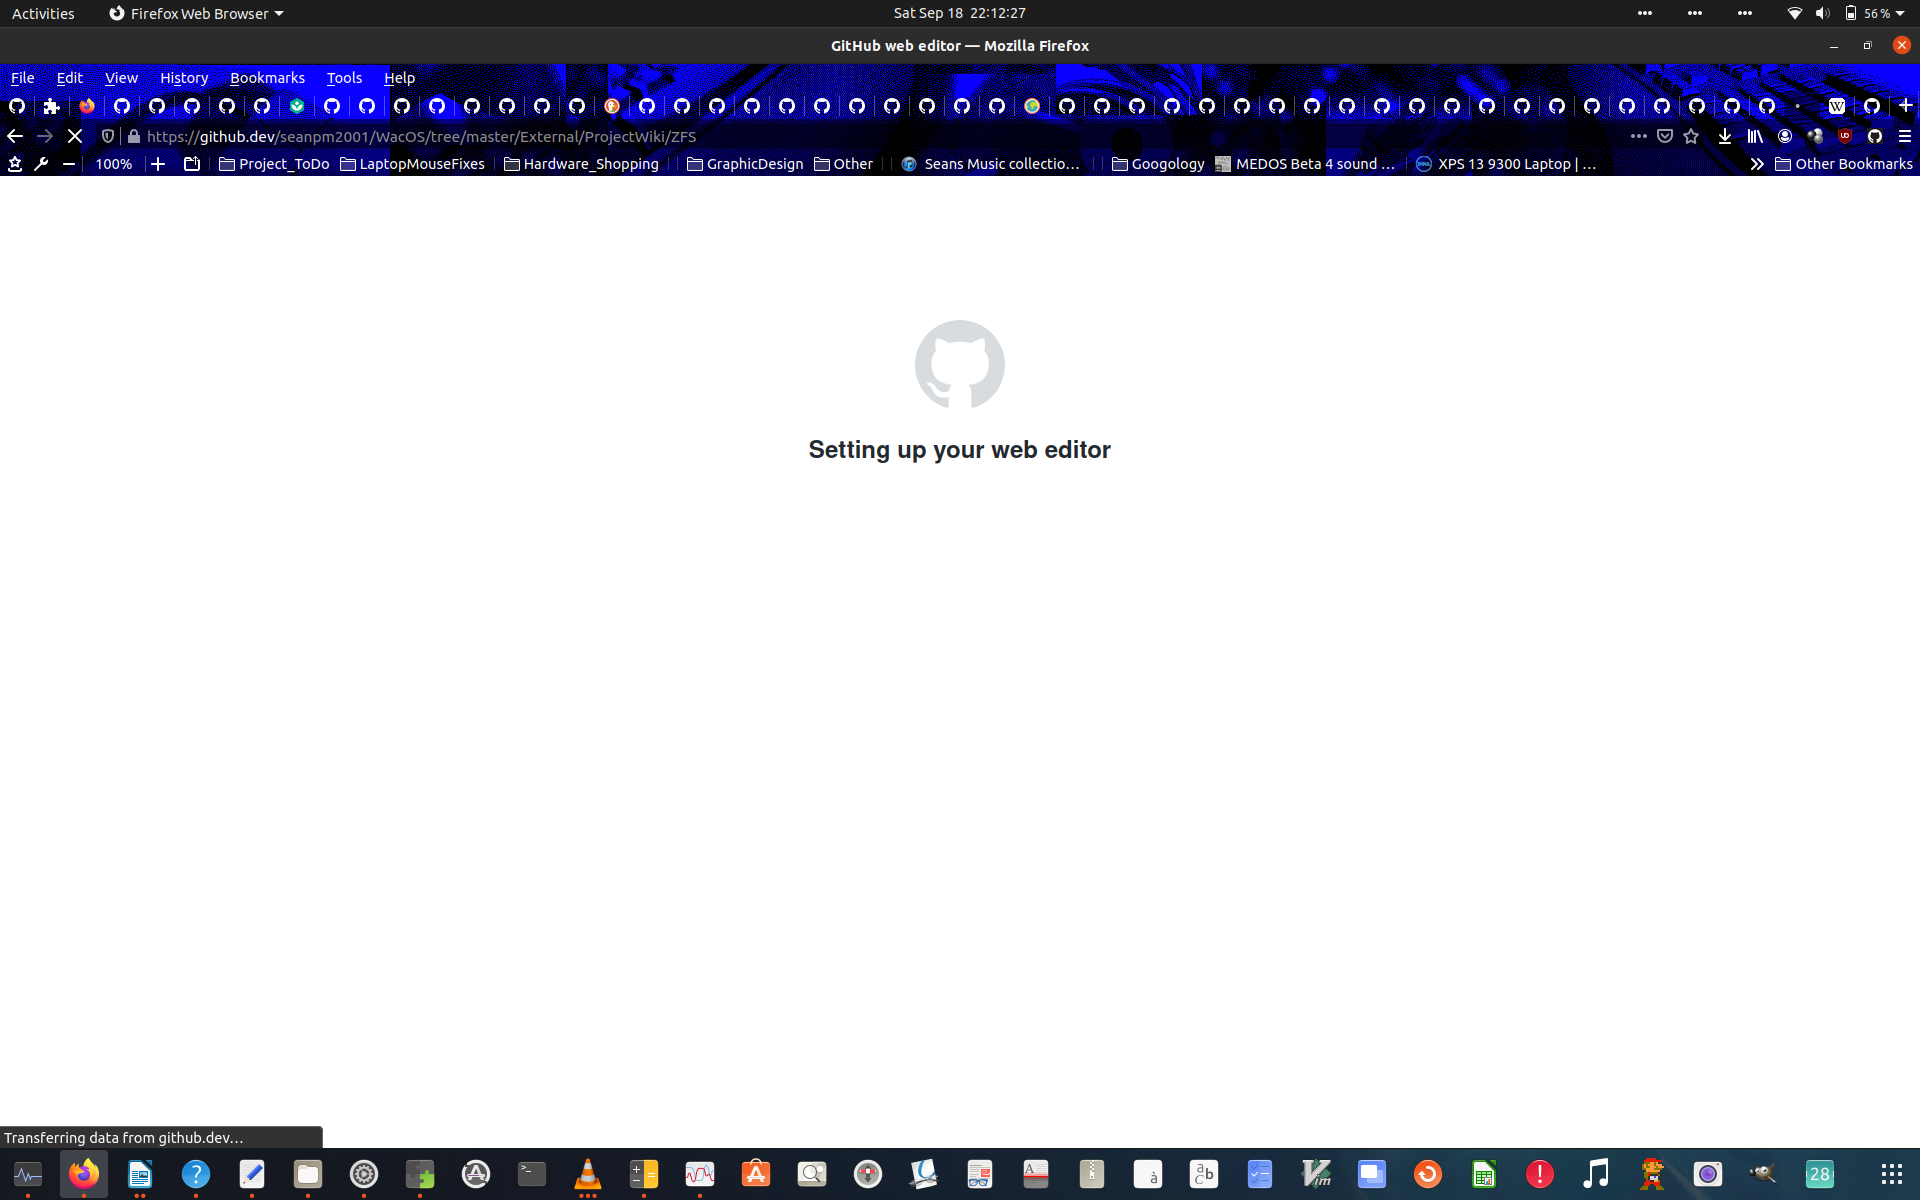 Activities Firefox Web Browser Sat Sep 18 22:12:27 56%
GitHub web editor — Mozilla Firefox
File Edit View History Bookmarks Tools Help
https://github.dev/seanpm2001/WacOS/tree/master/External/ProjectWiki/ZFS
100% Project_ToDo LaptopMouseFixes Hardware_Shopping GraphicDesign Other Seans Music collectio… Googology MEDOS Beta 4 sound … XPS 13 9300 Laptop | … Other Bookmarks
Setting up your web editor
Transferring data from github.dev…
28